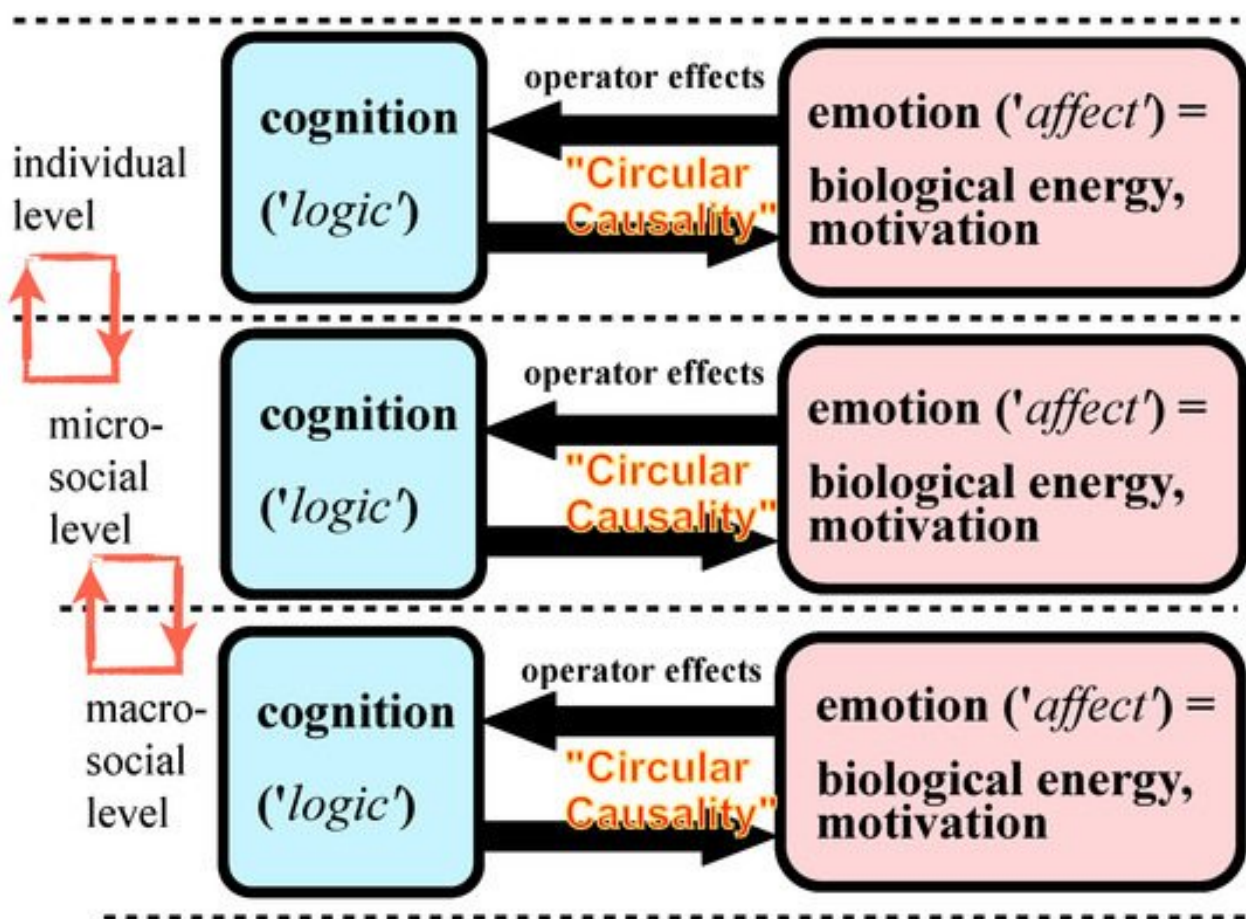 individual
level
cognition
('logic')
operator effects
"Circular
Causality"
emotion ('affect') =
biological energy,
motivation
micro-
social
level
cognition
('logic')
operator effects
"Circular
Causality"
emotion ('affect') =
biological energy,
motivation
macro-
social
level
cognition
('logic')
operator effects
"Circular
Causality"
emotion ('affect') =
biological energy,
motivation